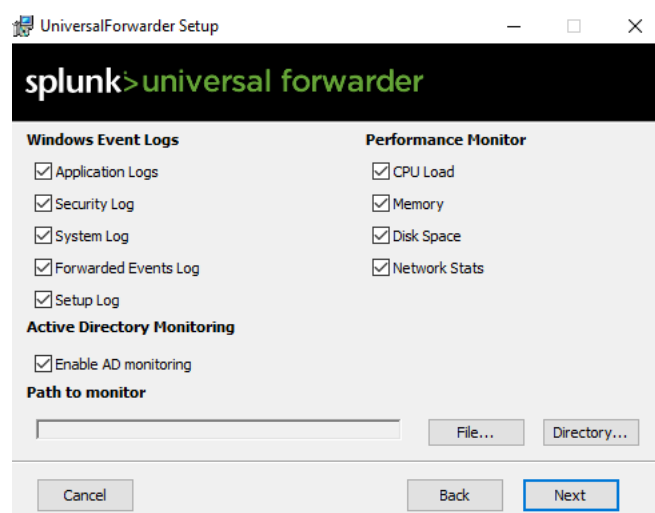 UniversalForwarder Setup
splunk>universal forwarder
Windows Event Logs
Application Logs
Security Log
System Log
Forwarded Events Log
Setup Log
Performance Monitor
CPU Load
Memory
Disk Space
Network Stats
Active Directory Monitoring
Enable AD monitoring
Path to monitor
File...
Directory...
Cancel
Back
Next